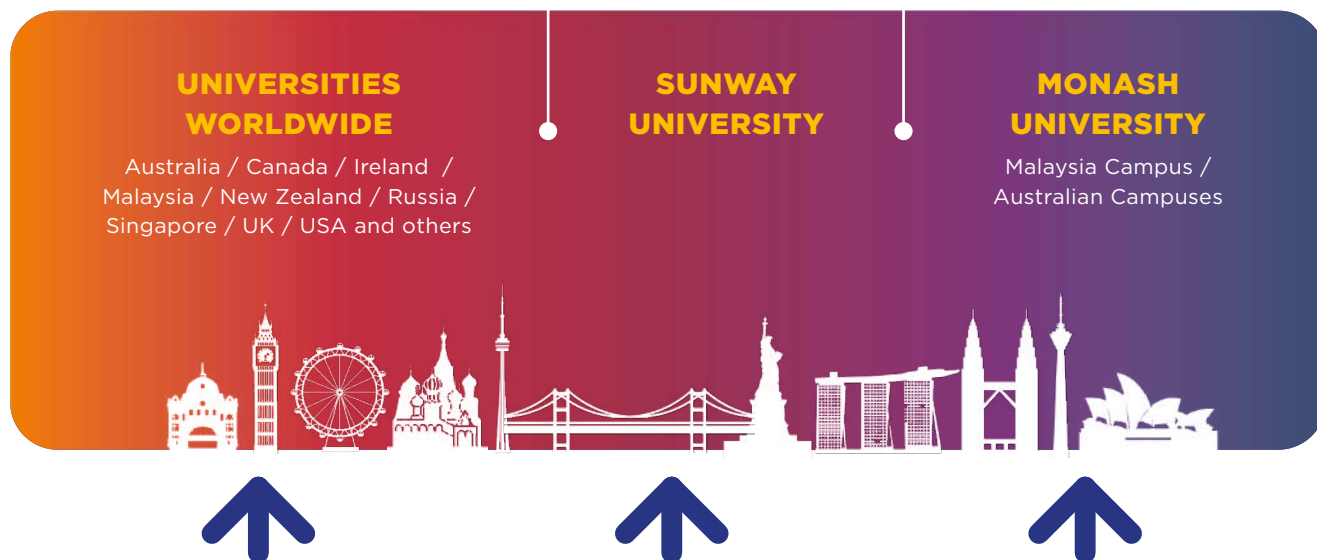 UNIVERSITIES
WORLDWIDE
Australia / Canada / Ireland /
Malaysia / New Zealand / Russia /
Singapore / UK / USA and others
SUNWAY
UNIVERSITY
MONASH
UNIVERSITY
Malaysia Campus /
Australian Campuses